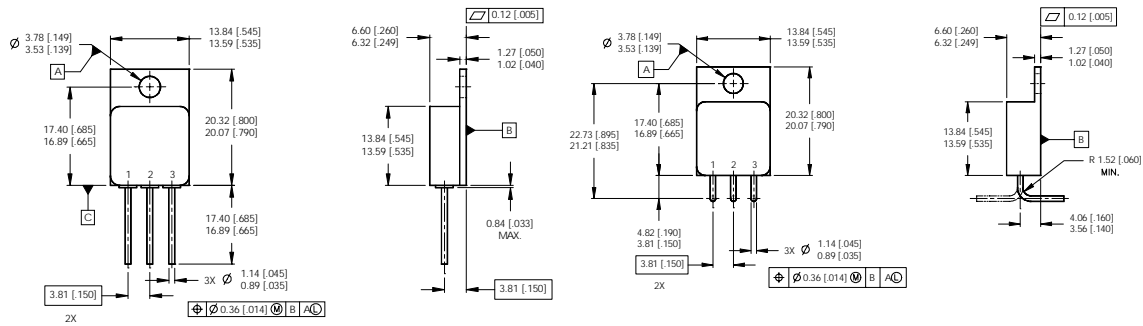 Ø 3.78 [.149]
3.53 [.139]
13.84 [.545]
13.59 [.535]
A
17.40 [.685]
16.89 [.665]
20.32 [.800]
20.07 [.790]
1 2 3
C
17.40 [.685]
16.89 [.665]
3X Ø 1.14 [.045]
0.89 [.035]
3.81 [.150]
2X
⌖ Ø 0.36 [.014] Ⓜ B A Ⓛ
⏥ 0.12 [.005]
6.60 [.260]
6.32 [.249]
1.27 [.050]
1.02 [.040]
13.84 [.545]
13.59 [.535]
B
0.84 [.033]
MAX.
3.81 [.150]
Ø 3.78 [.149]
3.53 [.139]
13.84 [.545]
13.59 [.535]
A
22.73 [.895]
21.21 [.835]
17.40 [.685]
16.89 [.665]
20.32 [.800]
20.07 [.790]
1 2 3
4.82 [.190]
3.81 [.150]
3X Ø 1.14 [.045]
0.89 [.035]
3.81 [.150]
2X
⌖ Ø 0.36 [.014] Ⓜ B A Ⓛ
⏥ 0.12 [.005]
6.60 [.260]
6.32 [.249]
1.27 [.050]
1.02 [.040]
13.84 [.545]
13.59 [.535]
B
R 1.52 [.060]
MIN.
4.06 [.160]
3.56 [.140]